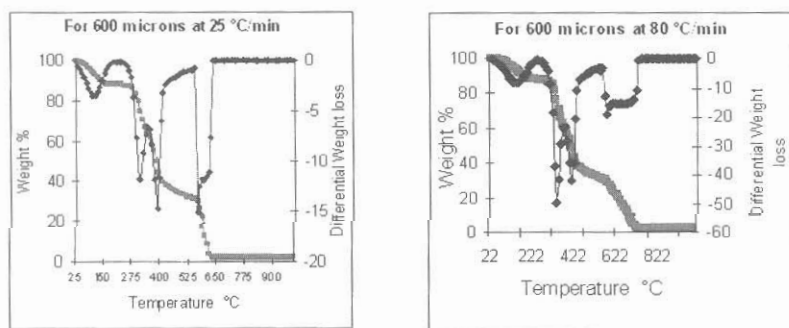 For 600 microns at 25 °C/min
100
80
60
40
20
0
Weight %
0
-5
-10
-15
-20
Differential Weight loss
25 150 275 400 525 650 775 900
Temperature °C
For 600 microns at 80 °C/min
100
80
60
40
20
0
Weight %
0
-10
-20
-30
-40
-50
-60
Differential Weight
loss
22 222 422 622 822
Temperature °C